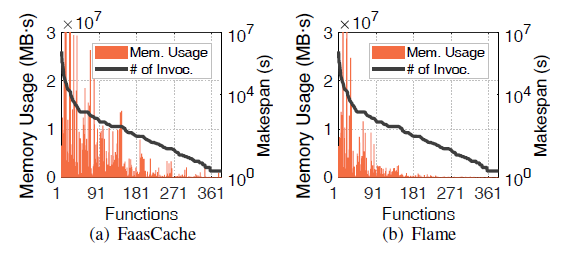 3 ×10⁷
2
1
0
Memory Usage (MB·s)
Mem. Usage
# of Invoc.
10⁷
10⁴
10⁰
Makespan (s)
1 91 181 271 361
Functions
(a) FaasCache
3 ×10⁷
2
1
0
Memory Usage (MB·s)
Mem. Usage
# of Invoc.
10⁷
10⁴
10⁰
Makespan (s)
1 91 181 271 361
Functions
(b) Flame